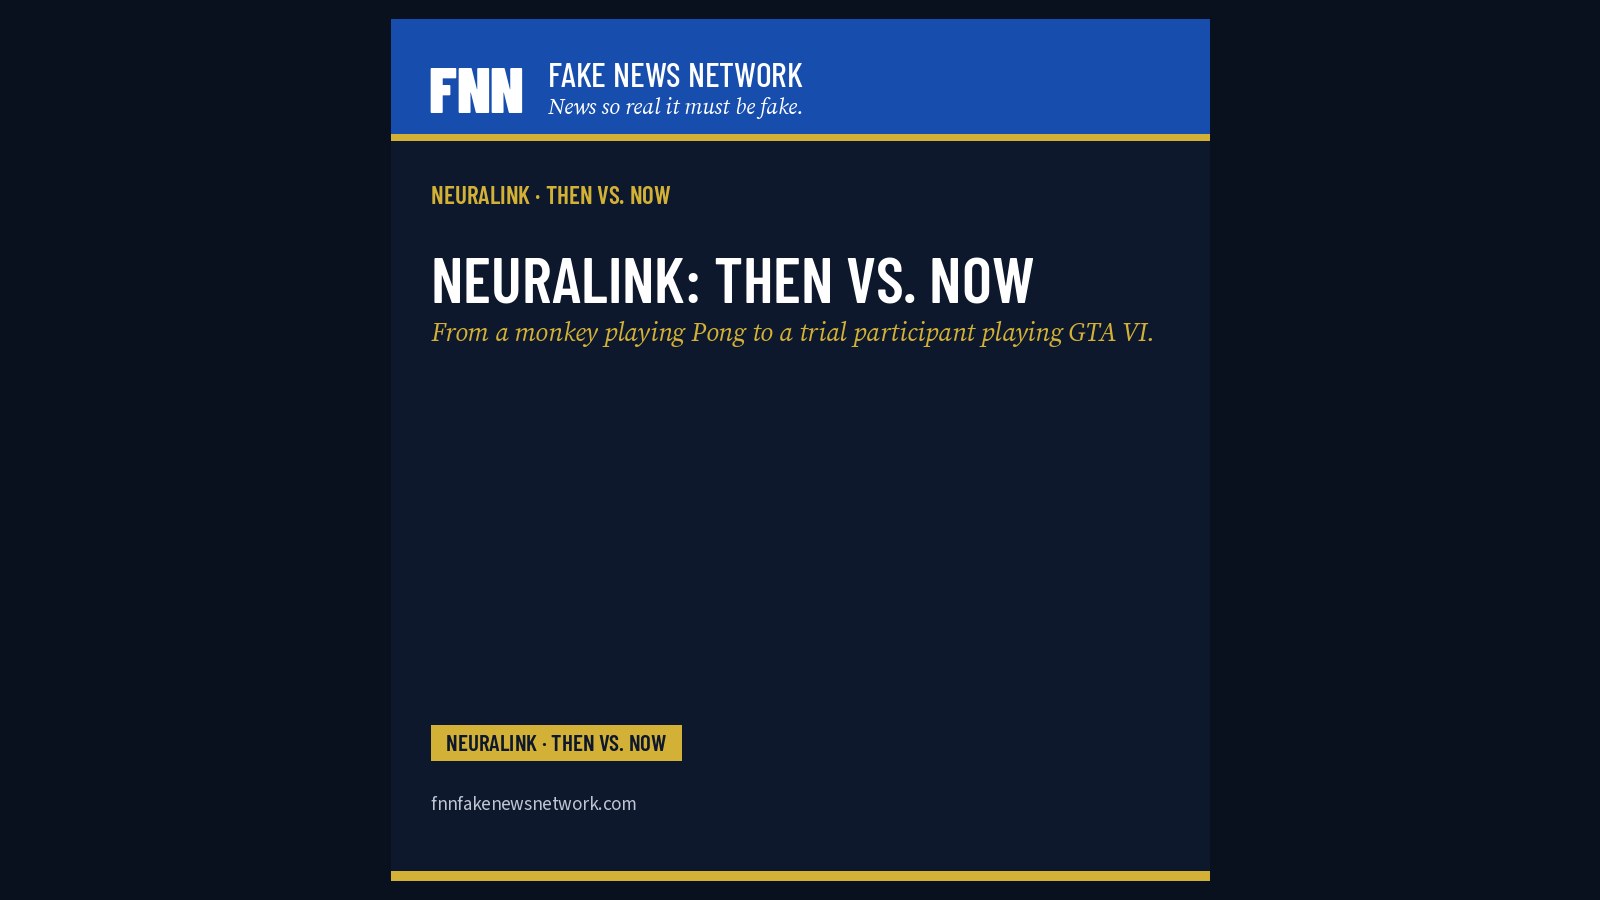 FNN
FAKE NEWS NETWORK
News so real it must be fake.
NEURALINK · THEN VS. NOW
NEURALINK: THEN VS. NOW
From a monkey playing Pong to a trial participant playing GTA VI.
NEURALINK · THEN VS. NOW
fnnfakenewsnetwork.com